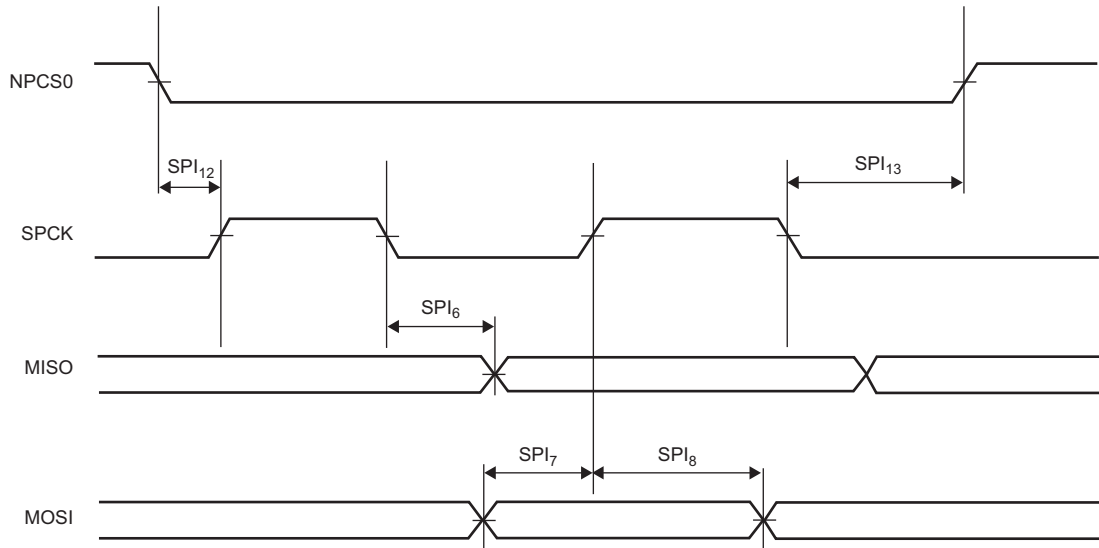 NPCS0
SPI₁₂
SPI₁₃
SPCK
SPI₆
MISO
SPI₇
SPI₈
MOSI